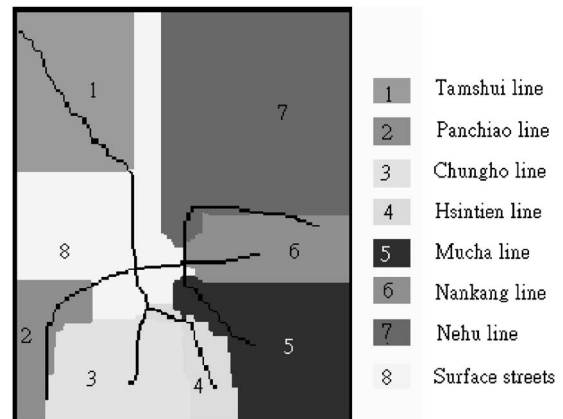 1
7
8
6
2
3
4
5
1 Tamshui line
2 Panchiao line
3 Chungho line
4 Hsintien line
5 Mucha line
6 Nankang line
7 Nehu line
8 Surface streets